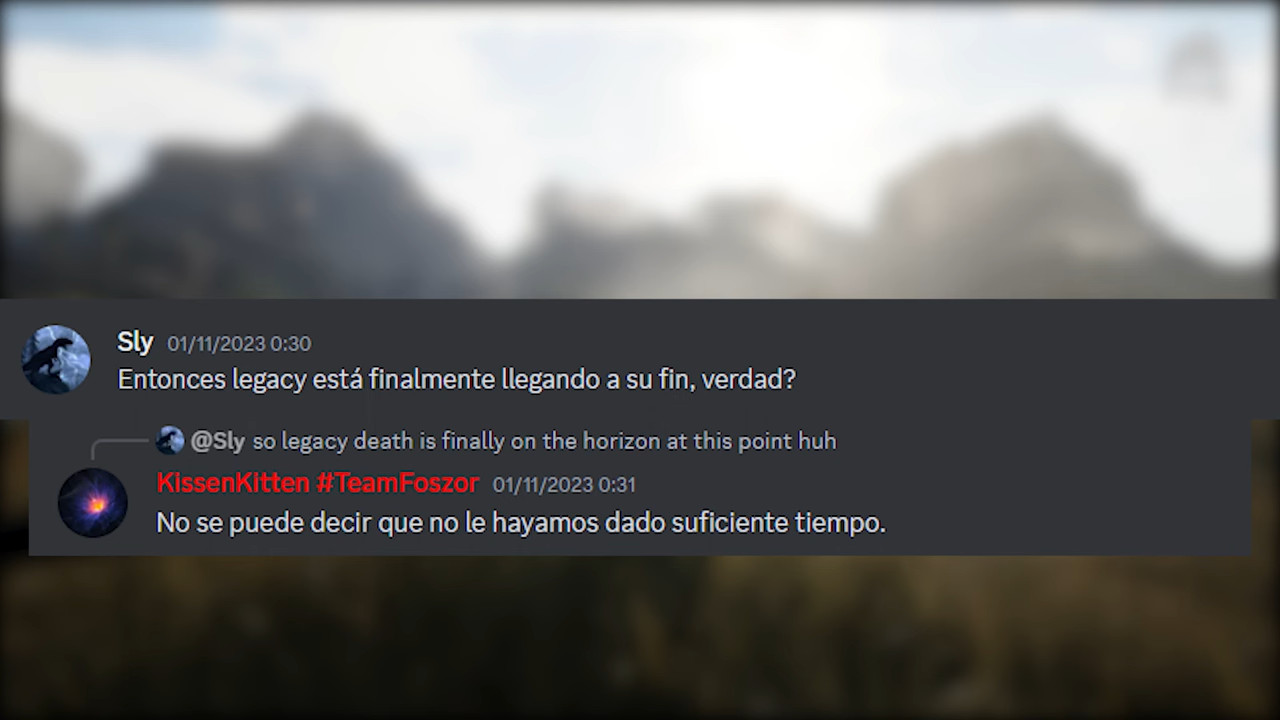 Sly 01/11/2023 0:30
Entonces legacy está finalmente llegando a su fin, verdad?
@Sly so legacy death is finally on the horizon at this point huh
KissenKitten #TeamFoszor 01/11/2023 0:31
No se puede decir que no le hayamos dado suficiente tiempo.